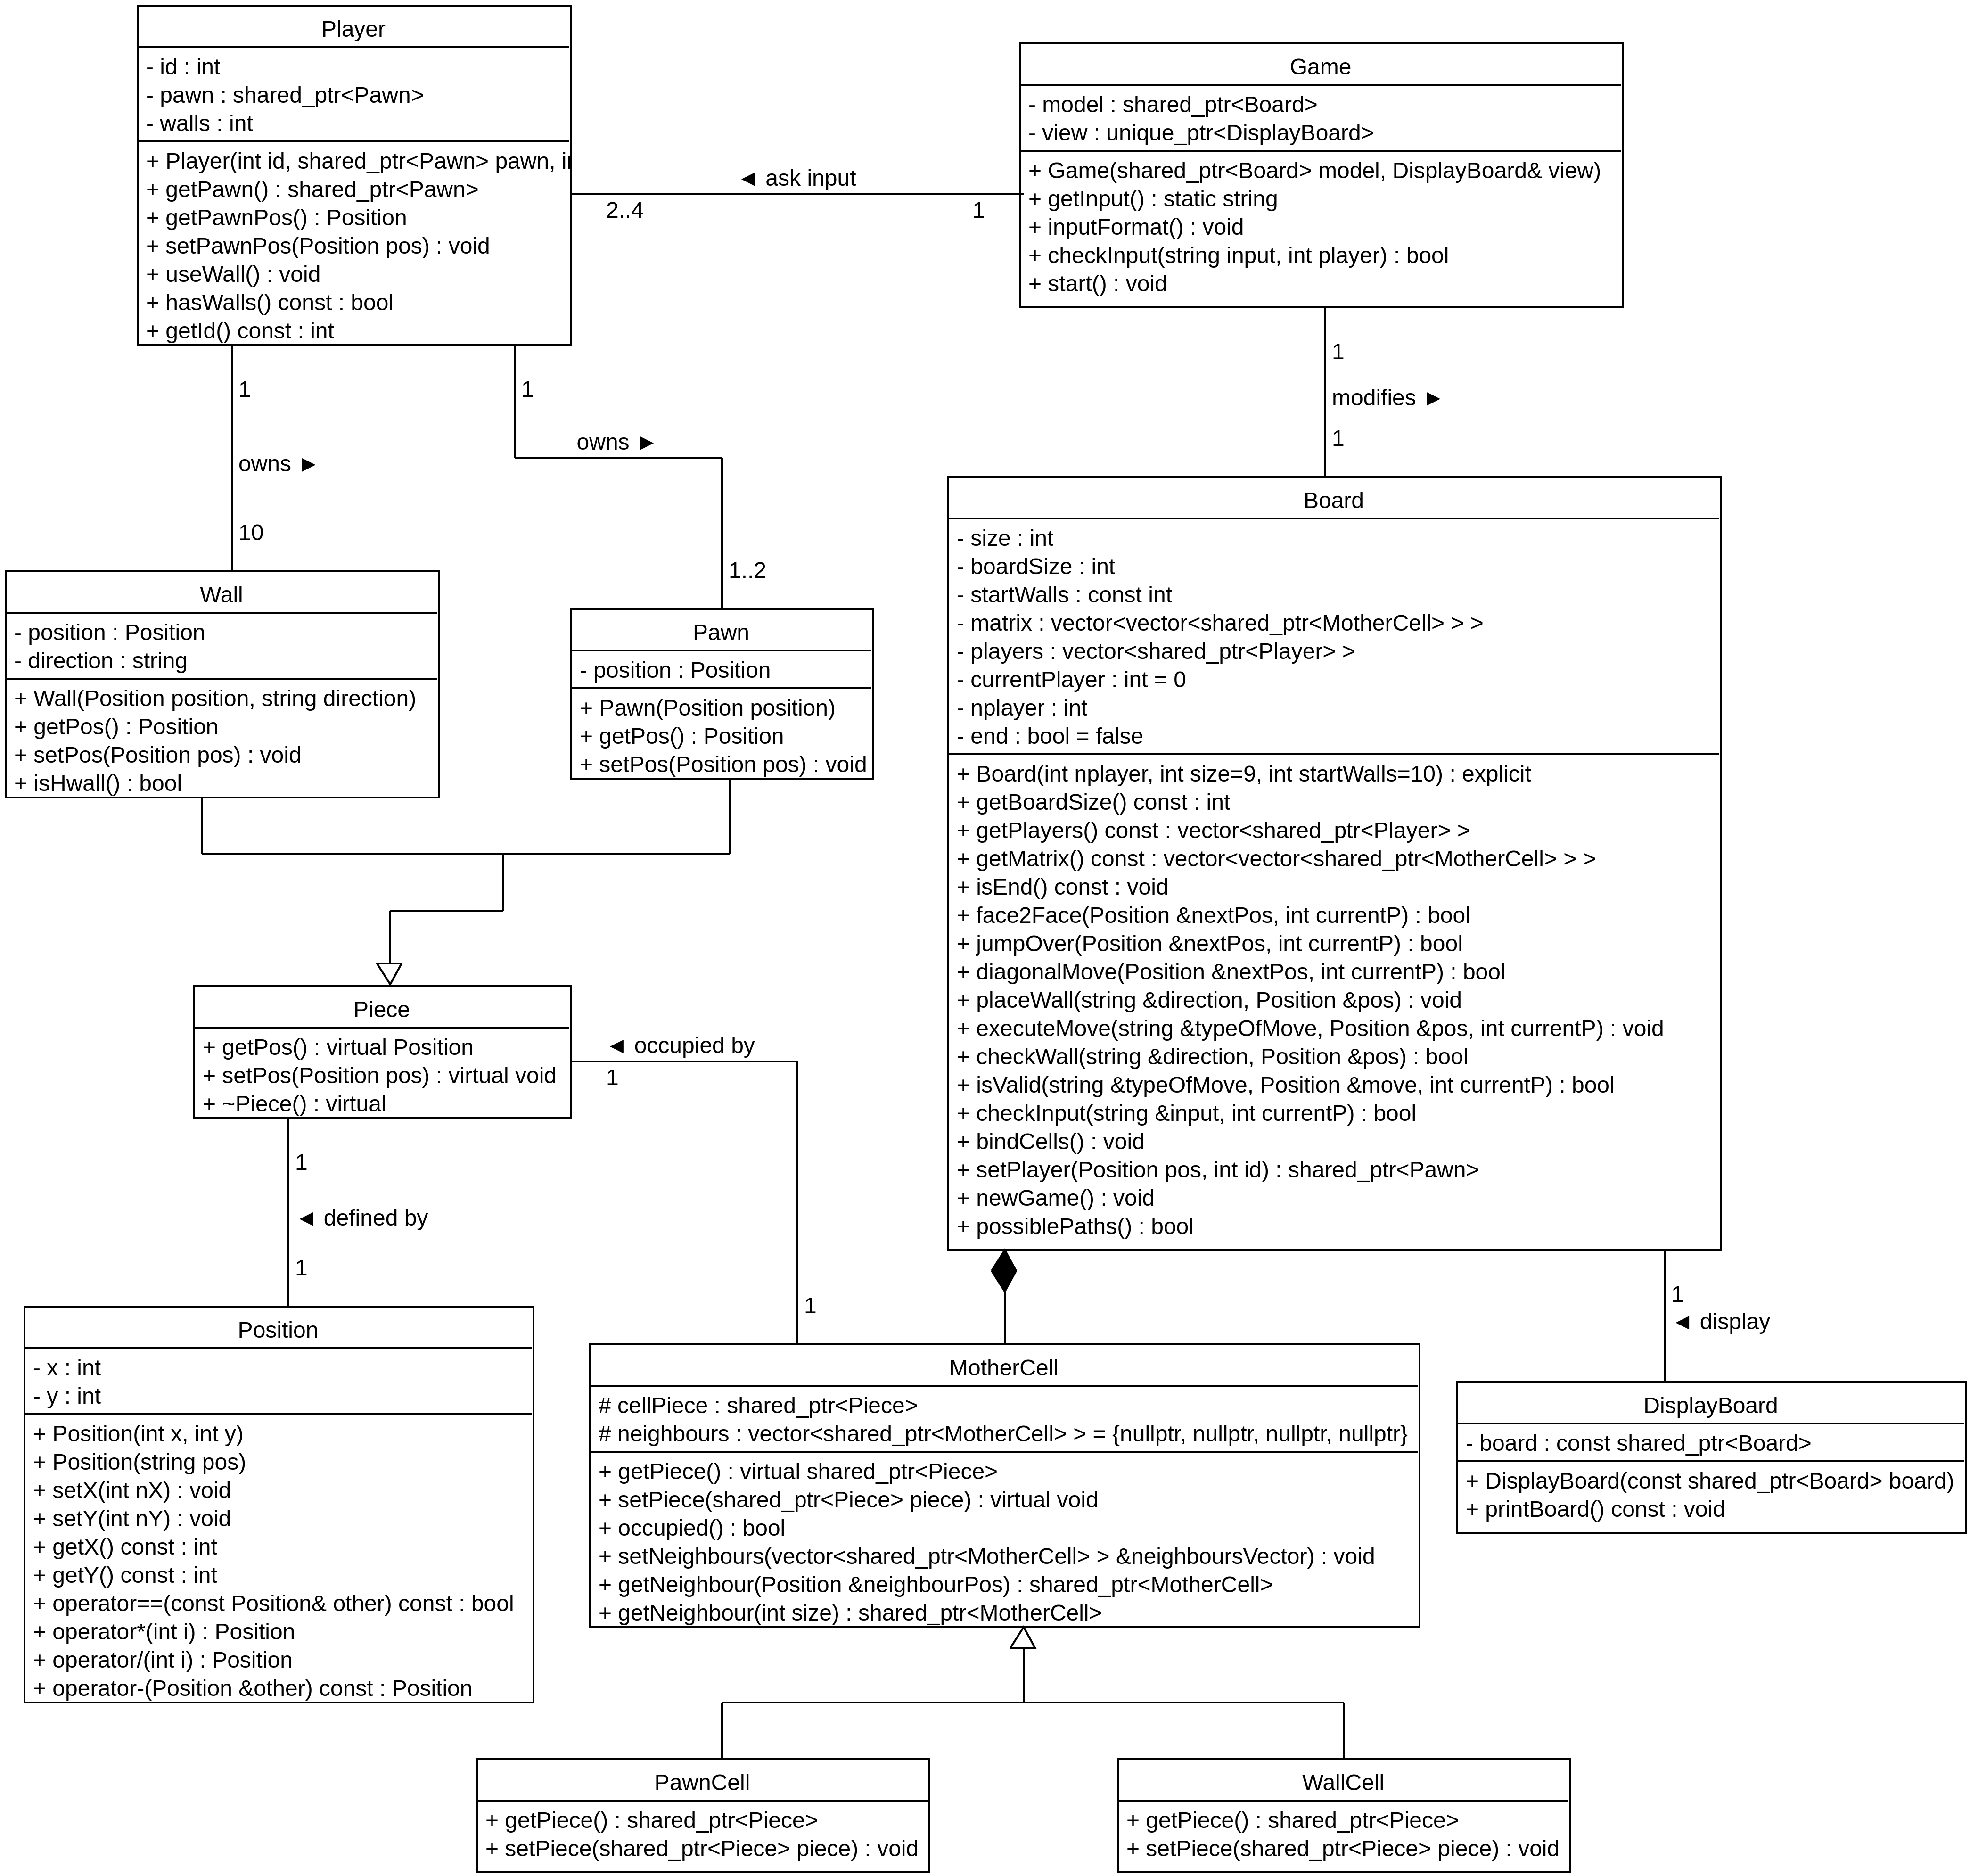 Player
- id : int
- pawn : shared_ptr<Pawn>
- walls : int
+ Player(int id, shared_ptr<Pawn> pawn,
+ getPawn() : shared_ptr<Pawn>
+ getPawnPos() : Position
+ setPawnPos(Position pos) : void
+ useWall() : void
+ hasWalls() const : bool
+ getId() const : int
◄ ask input
2..4
1
Game
- model : shared_ptr<Board>
- view : unique_ptr<DisplayBoard>
+ Game(shared_ptr<Board> model, DisplayBoard& view)
+ getInput() : static string
+ inputFormat() : void
+ checkInput(string input, int player) : bool
+ start() : void
1
modifies ►
1
1
owns ►
10
1
owns ►
1..2
Wall
- position : Position
- direction : string
+ Wall(Position position, string direction)
+ getPos() : Position
+ setPos(Position pos) : void
+ isHwall() : bool
Pawn
- position : Position
+ Pawn(Position position)
+ getPos() : Position
+ setPos(Position pos) : void
Board
- size : int
- boardSize : int
- startWalls : const int
- matrix : vector<vector<shared_ptr<MotherCell> > >
- players : vector<shared_ptr<Player> >
- currentPlayer : int = 0
- nplayer : int
- end : bool = false
+ Board(int nplayer, int size=9, int startWalls=10) : explicit
+ getBoardSize() const : int
+ getPlayers() const : vector<shared_ptr<Player> >
+ getMatrix() const : vector<vector<shared_ptr<MotherCell> > >
+ isEnd() const : void
+ face2Face(Position &nextPos, int currentP) : bool
+ jumpOver(Position &nextPos, int currentP) : bool
+ diagonalMove(Position &nextPos, int currentP) : bool
+ placeWall(string &direction, Position &pos) : void
+ executeMove(string &typeOfMove, Position &pos, int currentP) : void
+ checkWall(string &direction, Position &pos) : bool
+ isValid(string &typeOfMove, Position &move, int currentP) : bool
+ checkInput(string &input, int currentP) : bool
+ bindCells() : void
+ setPlayer(Position pos, int id) : shared_ptr<Pawn>
+ newGame() : void
+ possiblePaths() : bool
Piece
+ getPos() : virtual Position
+ setPos(Position pos) : virtual void
+ ~Piece() : virtual
◄ occupied by
1
1
1
◄ defined by
1
1
◄ display
Position
- x : int
- y : int
+ Position(int x, int y)
+ Position(string pos)
+ setX(int nX) : void
+ setY(int nY) : void
+ getX() const : int
+ getY() const : int
+ operator==(const Position& other) const : bool
+ operator*(int i) : Position
+ operator/(int i) : Position
+ operator-(Position &other) const : Position
MotherCell
# cellPiece : shared_ptr<Piece>
# neighbours : vector<shared_ptr<MotherCell> > = {nullptr, nullptr, nullptr, nullptr}
+ getPiece() : virtual shared_ptr<Piece>
+ setPiece(shared_ptr<Piece> piece) : virtual void
+ occupied() : bool
+ setNeighbours(vector<shared_ptr<MotherCell> > &neighboursVector) : void
+ getNeighbour(Position &neighbourPos) : shared_ptr<MotherCell>
+ getNeighbour(int size) : shared_ptr<MotherCell>
DisplayBoard
- board : const shared_ptr<Board>
+ DisplayBoard(const shared_ptr<Board> board)
+ printBoard() const : void
PawnCell
+ getPiece() : shared_ptr<Piece>
+ setPiece(shared_ptr<Piece> piece) : void
WallCell
+ getPiece() : shared_ptr<Piece>
+ setPiece(shared_ptr<Piece> piece) : void